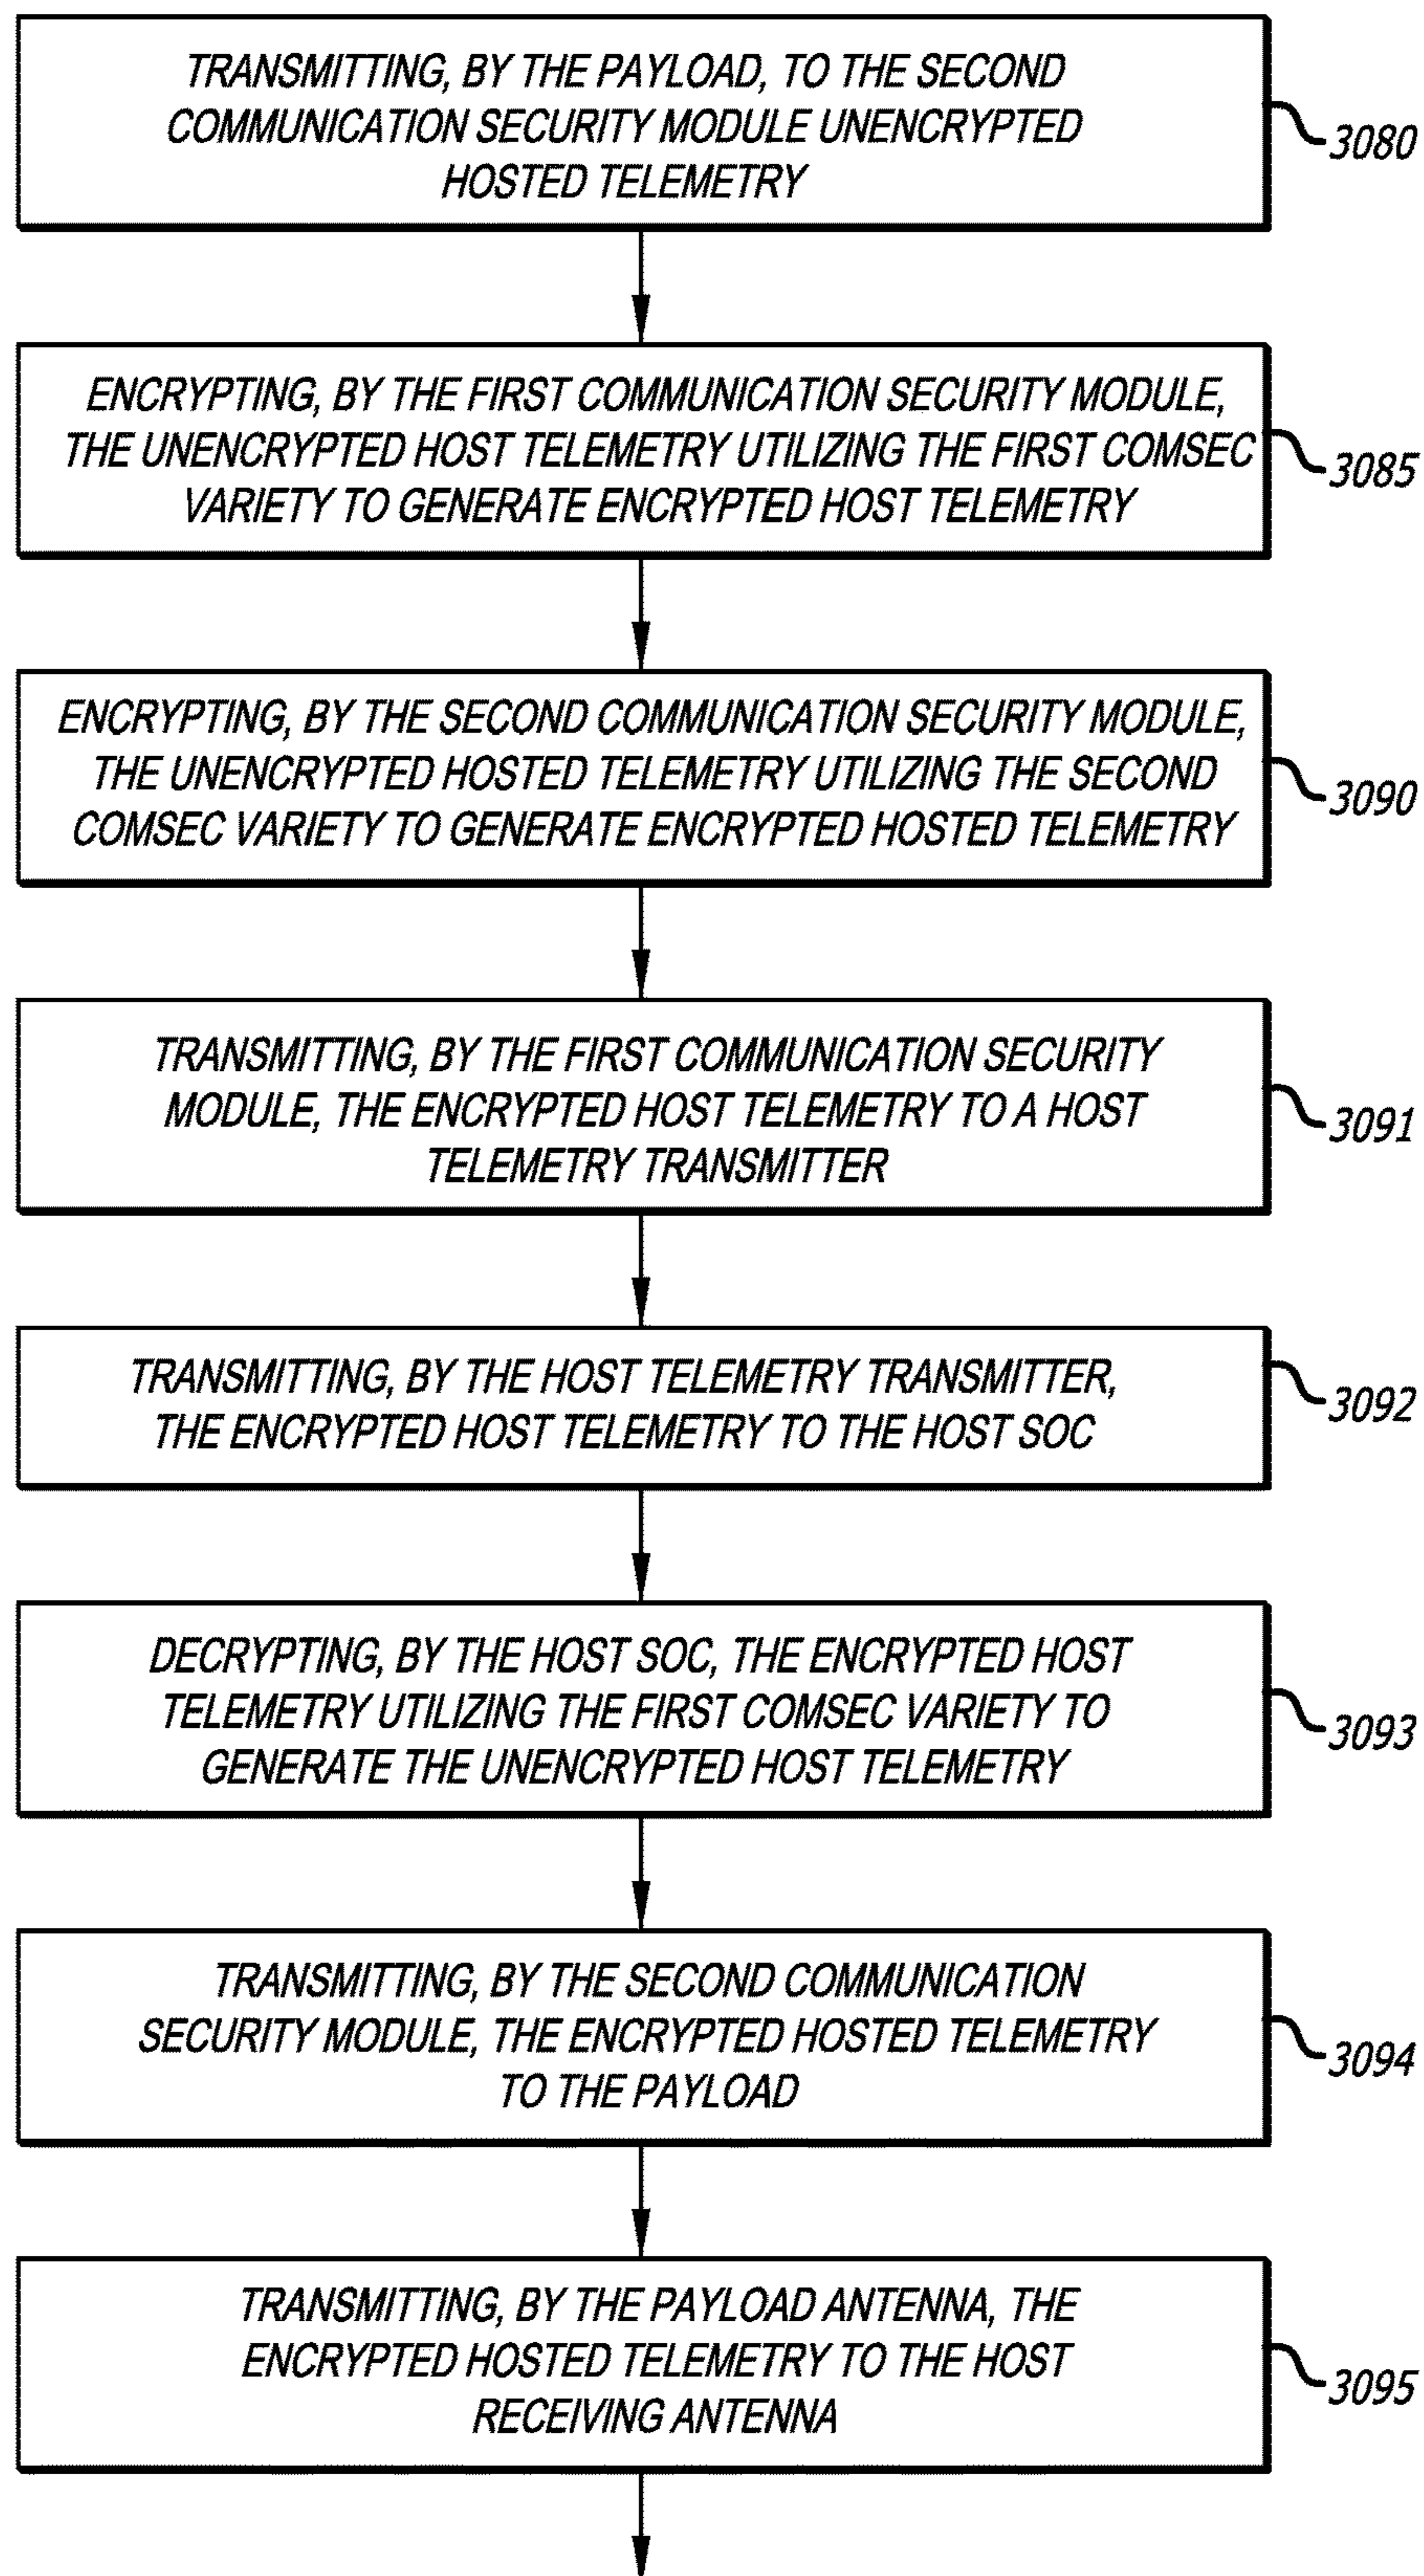 TRANSMITTING, BY THE PAYLOAD, TO THE SECOND
COMMUNICATION SECURITY MODULE UNENCRYPTED
HOSTED TELEMETRY
3080
ENCRYPTING, BY THE FIRST COMMUNICATION SECURITY MODULE,
THE UNENCRYPTED HOST TELEMETRY UTILIZING THE FIRST COMSEC
VARIETY TO GENERATE ENCRYPTED HOST TELEMETRY
3085
ENCRYPTING, BY THE SECOND COMMUNICATION SECURITY MODULE,
THE UNENCRYPTED HOSTED TELEMETRY UTILIZING THE SECOND
COMSEC VARIETY TO GENERATE ENCRYPTED HOSTED TELEMETRY
3090
TRANSMITTING, BY THE FIRST COMMUNICATION SECURITY
MODULE, THE ENCRYPTED HOST TELEMETRY TO A HOST
TELEMETRY TRANSMITTER
3091
TRANSMITTING, BY THE HOST TELEMETRY TRANSMITTER,
THE ENCRYPTED HOST TELEMETRY TO THE HOST SOC
3092
DECRYPTING, BY THE HOST SOC, THE ENCRYPTED HOST
TELEMETRY UTILIZING THE FIRST COMSEC VARIETY TO
GENERATE THE UNENCRYPTED HOST TELEMETRY
3093
TRANSMITTING, BY THE SECOND COMMUNICATION
SECURITY MODULE, THE ENCRYPTED HOSTED TELEMETRY
TO THE PAYLOAD
3094
TRANSMITTING, BY THE PAYLOAD ANTENNA, THE
ENCRYPTED HOSTED TELEMETRY TO THE HOST
RECEIVING ANTENNA
3095